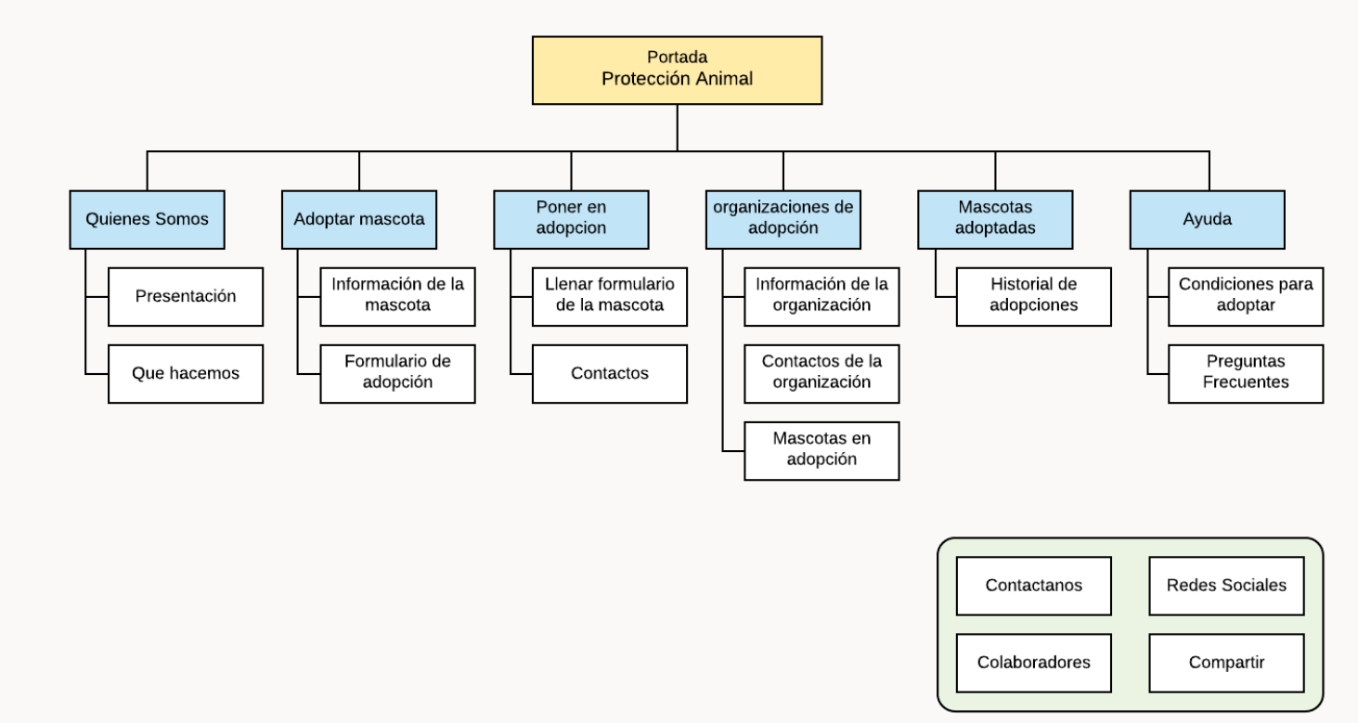 Portada
Protección Animal
Quienes Somos
Adoptar mascota
Poner en
adopcion
organizaciones de
adopción
Mascotas
adoptadas
Ayuda
Presentación
Que hacemos
Información de la
mascota
Formulario de
adopción
Llenar formulario
de la mascota
Contactos
Información de la
organización
Contactos de la
organización
Mascotas en
adopción
Historial de
adopciones
Condiciones para
adoptar
Preguntas
Frecuentes
Contactanos
Redes Sociales
Colaboradores
Compartir